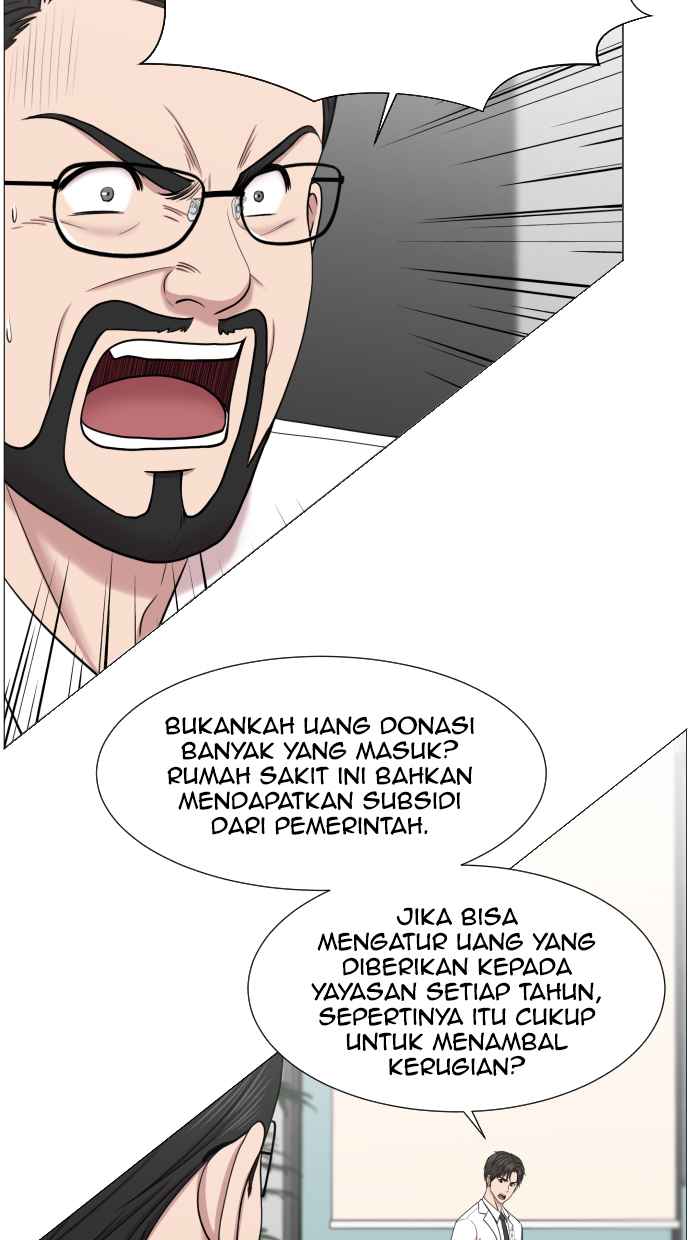 BUKANKAH UANG DONASI
BANYAK YANG MASUK?
RUMAH SAKIT INI BAHKAN
MENDAPATKAN SUBSIDI
DARI PEMERINTAH.
JIKA BISA
MENGATUR UANG YANG
DIBERIKAN KEPADA
YAYASAN SETIAP TAHUN,
SEPERTINYA ITU CUKUP
UNTUK MENAMBAL
KERUGIAN?